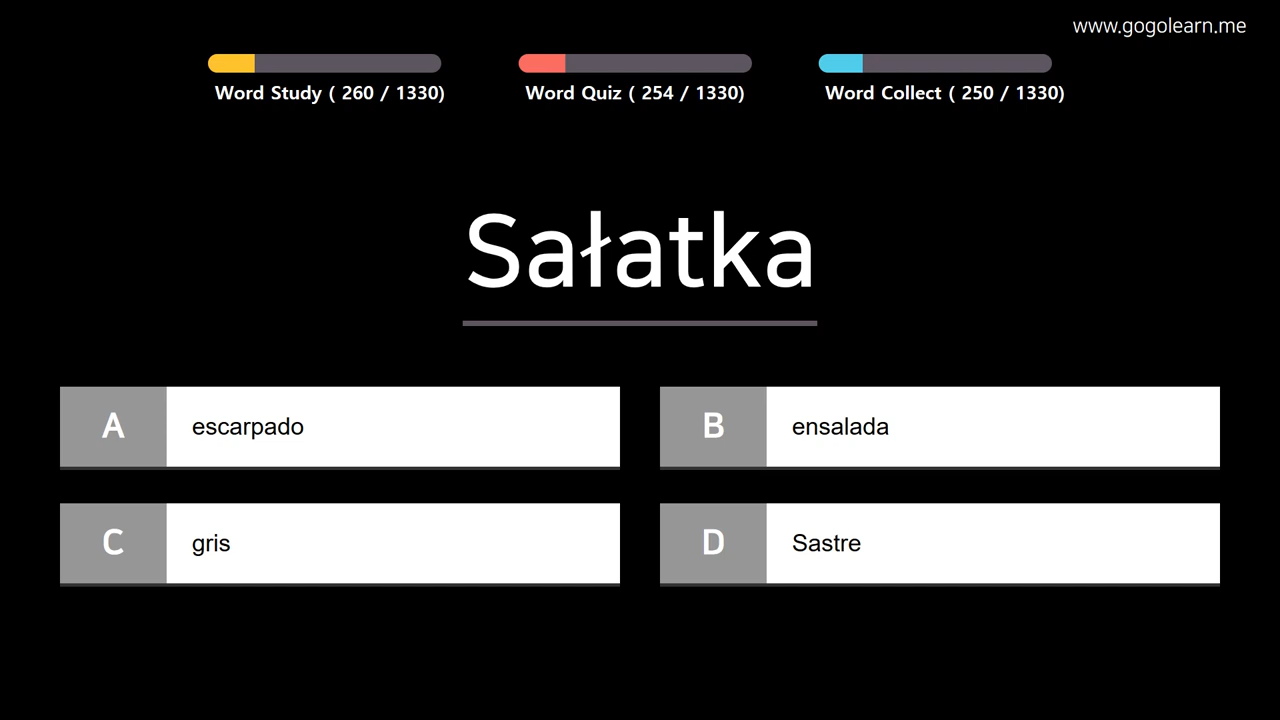 www.gogolearn.me
Word Study ( 260 / 1330)
Word Quiz ( 254 / 1330)
Word Collect ( 250 / 1330)
Sałatka
A
escarpado
B
ensalada
C
gris
D
Sastre